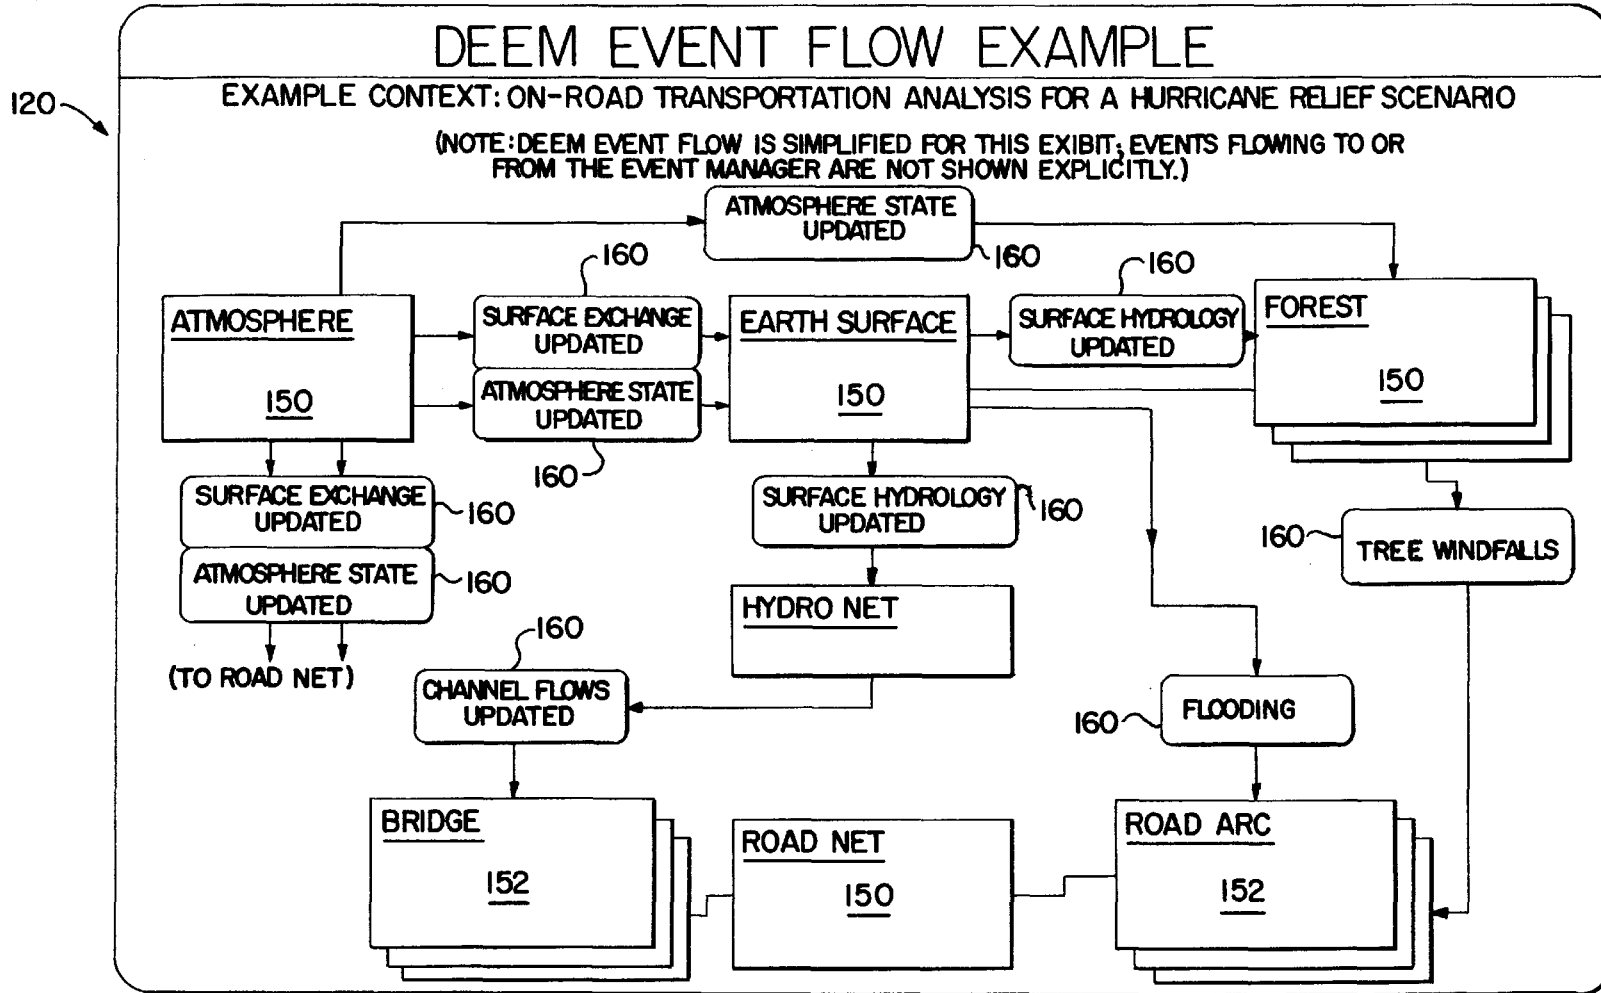 DEEM EVENT FLOW EXAMPLE
120
EXAMPLE CONTEXT: ON-ROAD TRANSPORTATION ANALYSIS FOR A HURRICANE RELIEF SCENARIO
(NOTE: DEEM EVENT FLOW IS SIMPLIFIED FOR THIS EXIBIT; EVENTS FLOWING TO OR
FROM THE EVENT MANAGER ARE NOT SHOWN EXPLICITLY.)
ATMOSPHERE STATE
UPDATED
160
ATMOSPHERE
150
160
SURFACE EXCHANGE
UPDATED
ATMOSPHERE STATE
UPDATED
160
EARTH SURFACE
150
160
SURFACE HYDROLOGY
UPDATED
FOREST
150
SURFACE EXCHANGE
UPDATED
160
ATMOSPHERE STATE
UPDATED
160
(TO ROAD NET)
SURFACE HYDROLOGY
UPDATED
160
160
TREE WINDFALLS
HYDRO NET
160
CHANNEL FLOWS
UPDATED
160
FLOODING
BRIDGE
152
ROAD NET
150
ROAD ARC
152